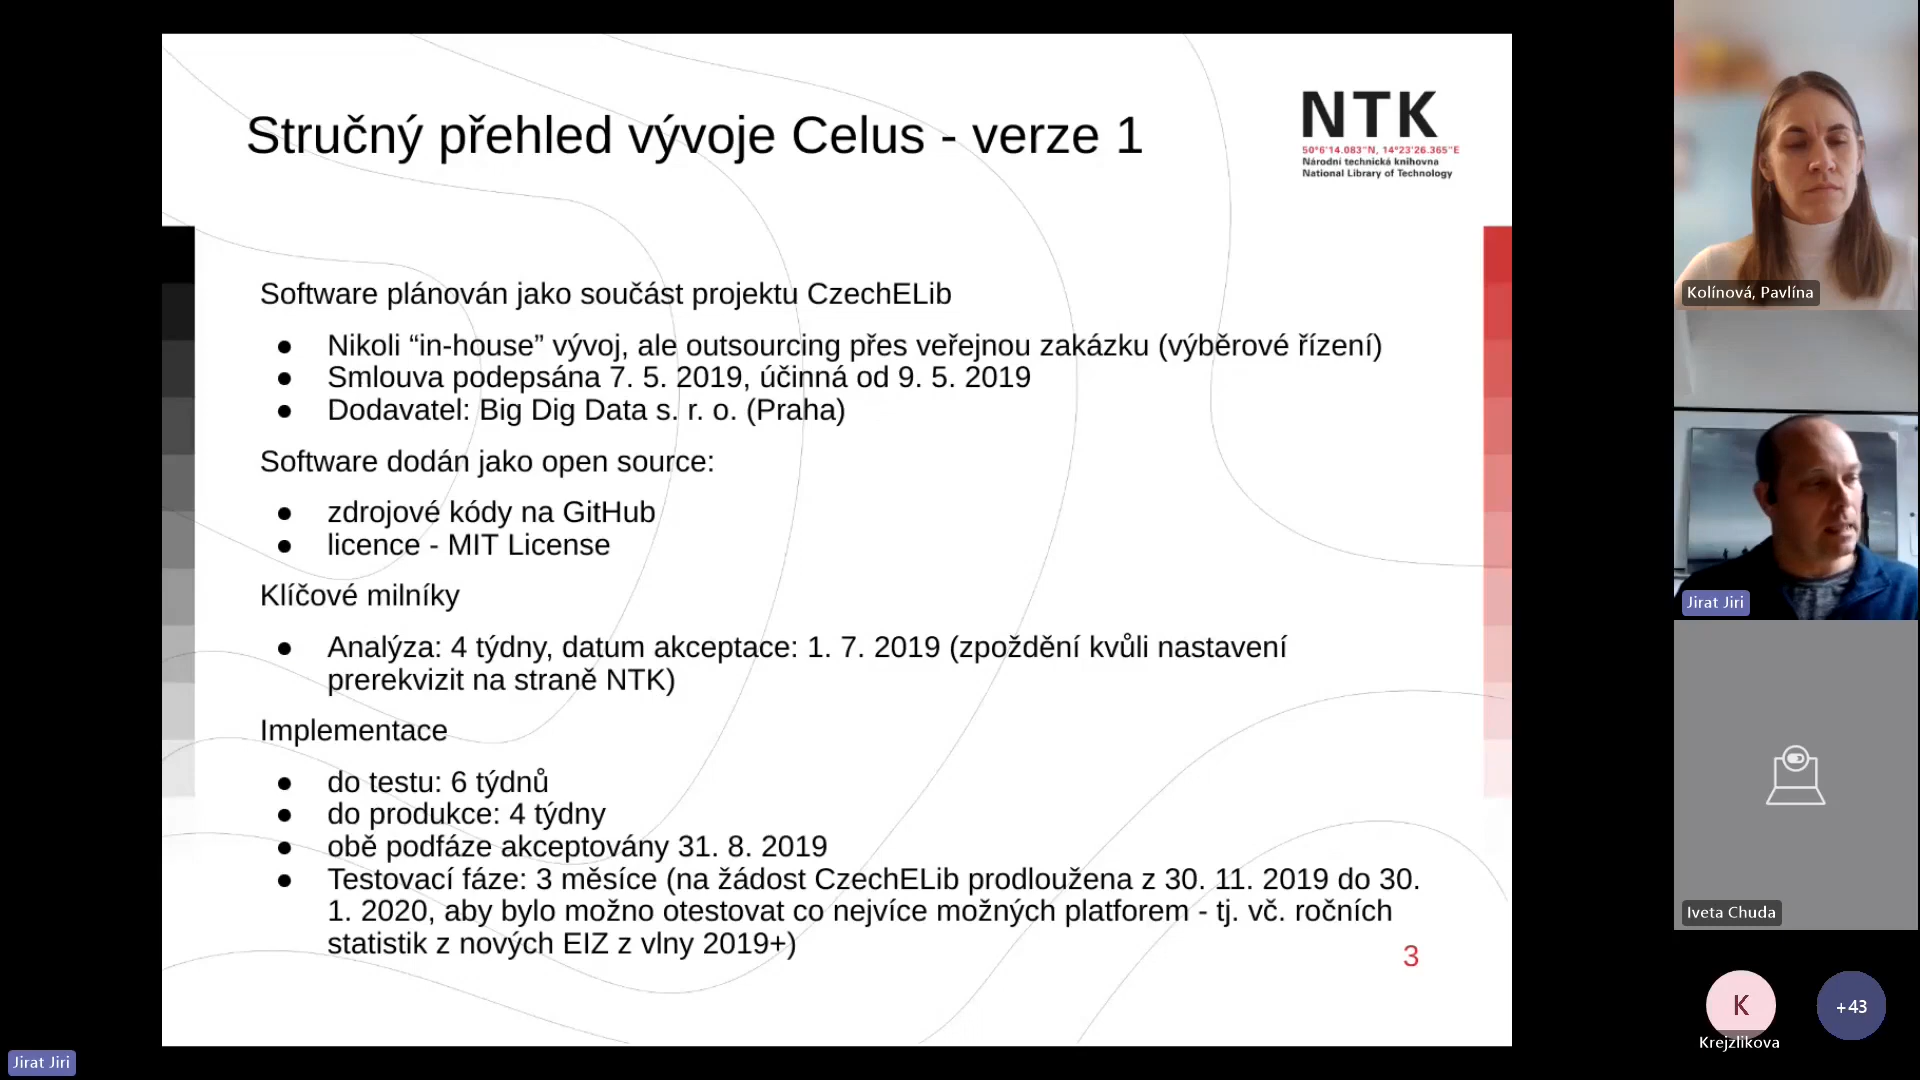 Stručný přehled vývoje Celus - verze 1
NTK
50°6'14.083"N, 14°23'26.365"E
Národní technická knihovna
National Library of Technology
Software plánován jako součást projektu CzechELib
● Nikoli “in-house” vývoj, ale outsourcing přes veřejnou zakázku (výběrové řízení)
● Smlouva podepsána 7. 5. 2019, účinná od 9. 5. 2019
● Dodavatel: Big Dig Data s. r. o. (Praha)
Software dodán jako open source:
● zdrojové kódy na GitHub
● licence - MIT License
Klíčové milníky
● Analýza: 4 týdny, datum akceptace: 1. 7. 2019 (zpoždění kvůli nastavení
prerekvizit na straně NTK)
Implementace
● do testu: 6 týdnů
● do produkce: 4 týdny
● obě podfáze akceptovány 31. 8. 2019
● Testovací fáze: 3 měsíce (na žádost CzechELib prodloužena z 30. 11. 2019 do 30.
1. 2020, aby bylo možno otestovat co nejvíce možných platforem - tj. vč. ročních
statistik z nových EIZ z vlny 2019+)
3
Kolínová, Pavlína
Jirat Jiri
Iveta Chuda
K
+43
Krejzlikova
Jirat Jiri